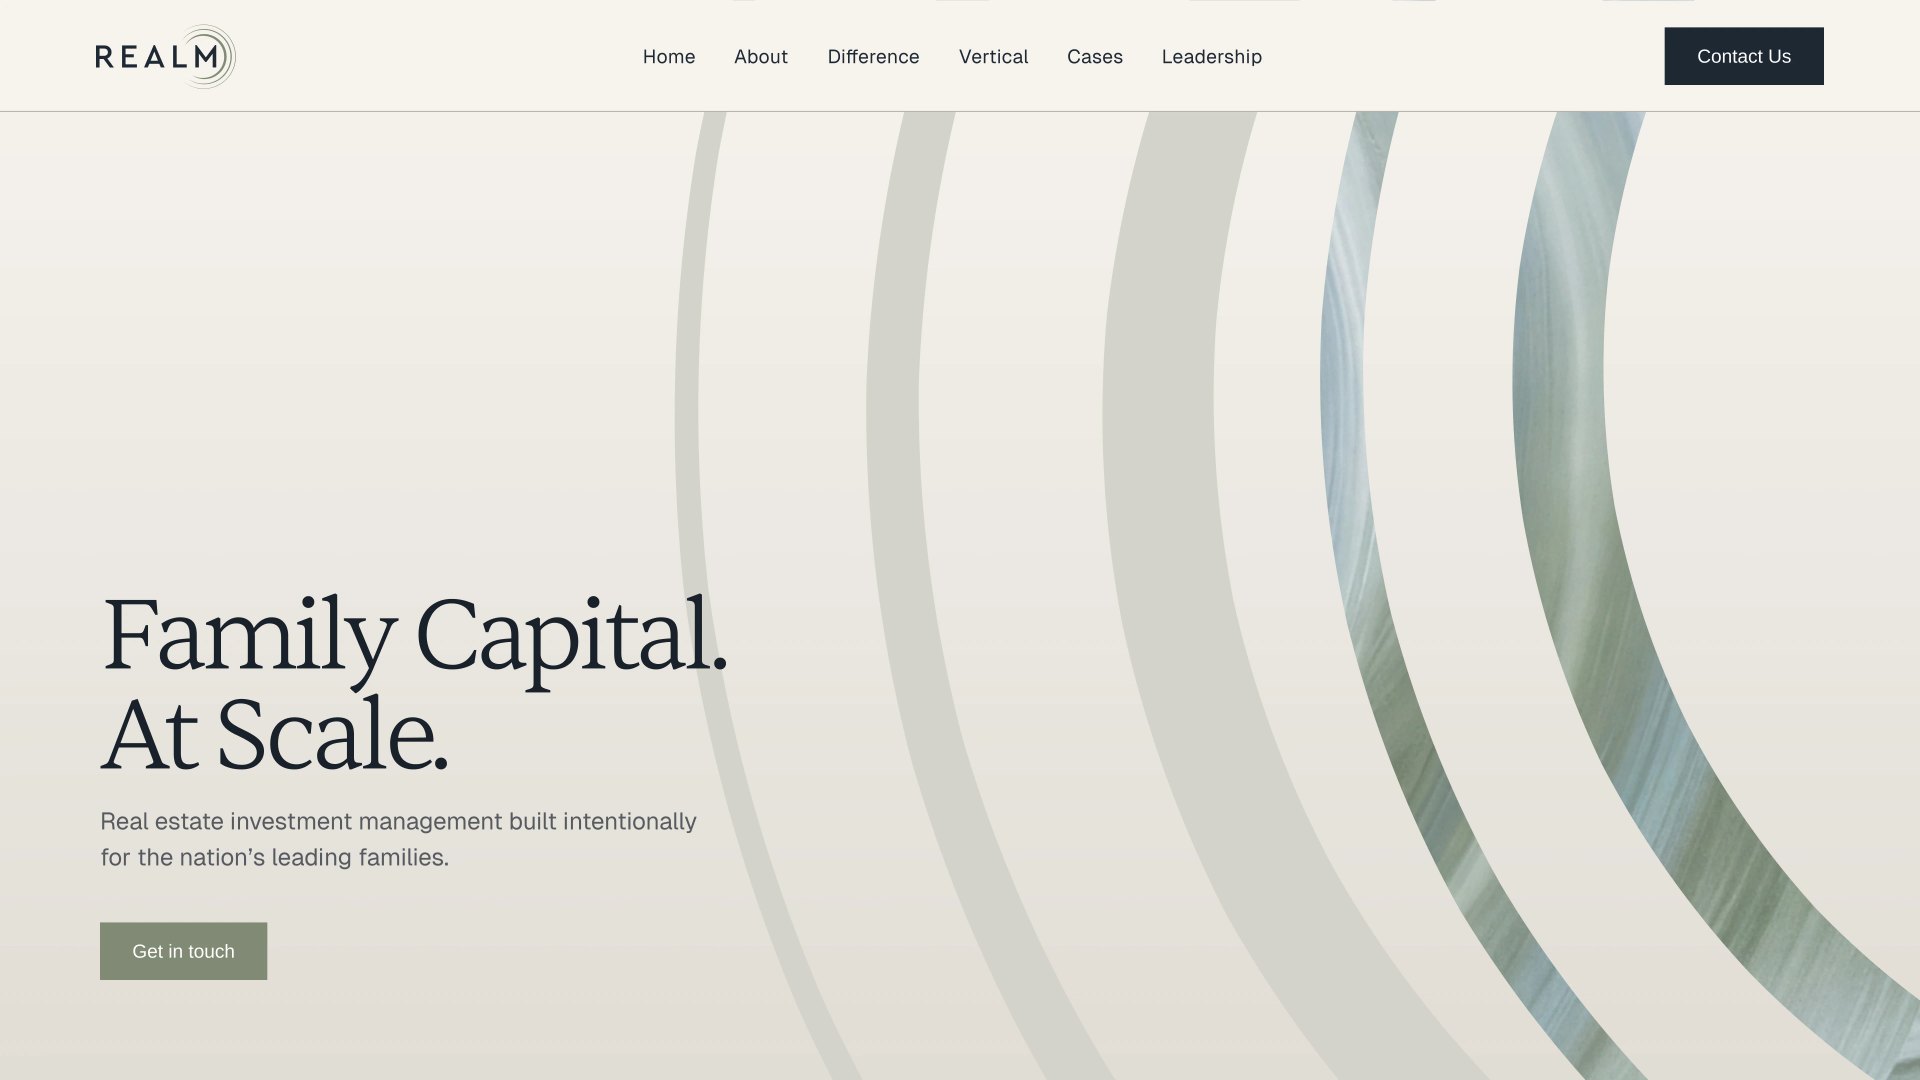 REALM
Home About Difference Vertical Cases Leadership
Contact Us
Family Capital.
At Scale.
Real estate investment management built intentionally
for the nation’s leading families.
Get in touch